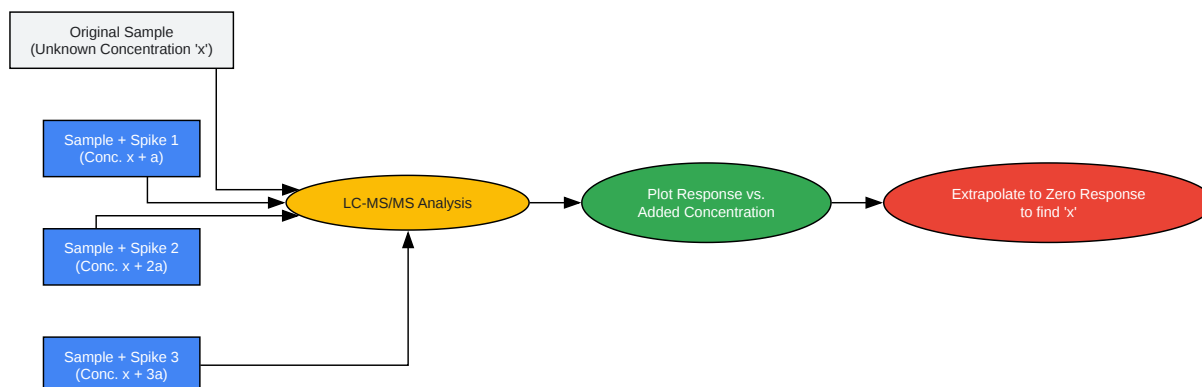 Original Sample
(Unknown Concentration 'x')
Sample + Spike 1
(Conc. x + a)
Sample + Spike 2
(Conc. x + 2a)
Sample + Spike 3
(Conc. x + 3a)
LC-MS/MS Analysis
Plot Response vs.
Added Concentration
Extrapolate to Zero Response
to find 'x'